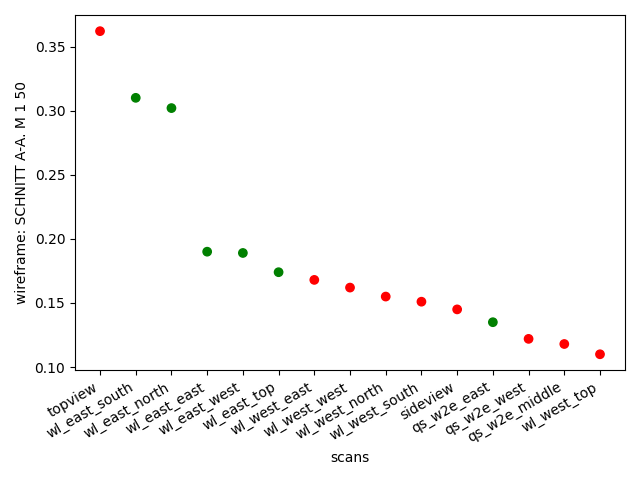 0.35
0.30
0.25
0.20
0.15
0.10
wireframe: SCHNITT A-A. M 1 50
topview
wl_east_south
wl_east_north
wl_east_east
wl_east_west
wl_east_top
wl_west_east
wl_west_west
wl_west_north
wl_west_south
sideview
qs_w2e_east
qs_w2e_west
qs_w2e_middle
wl_west_top
scans